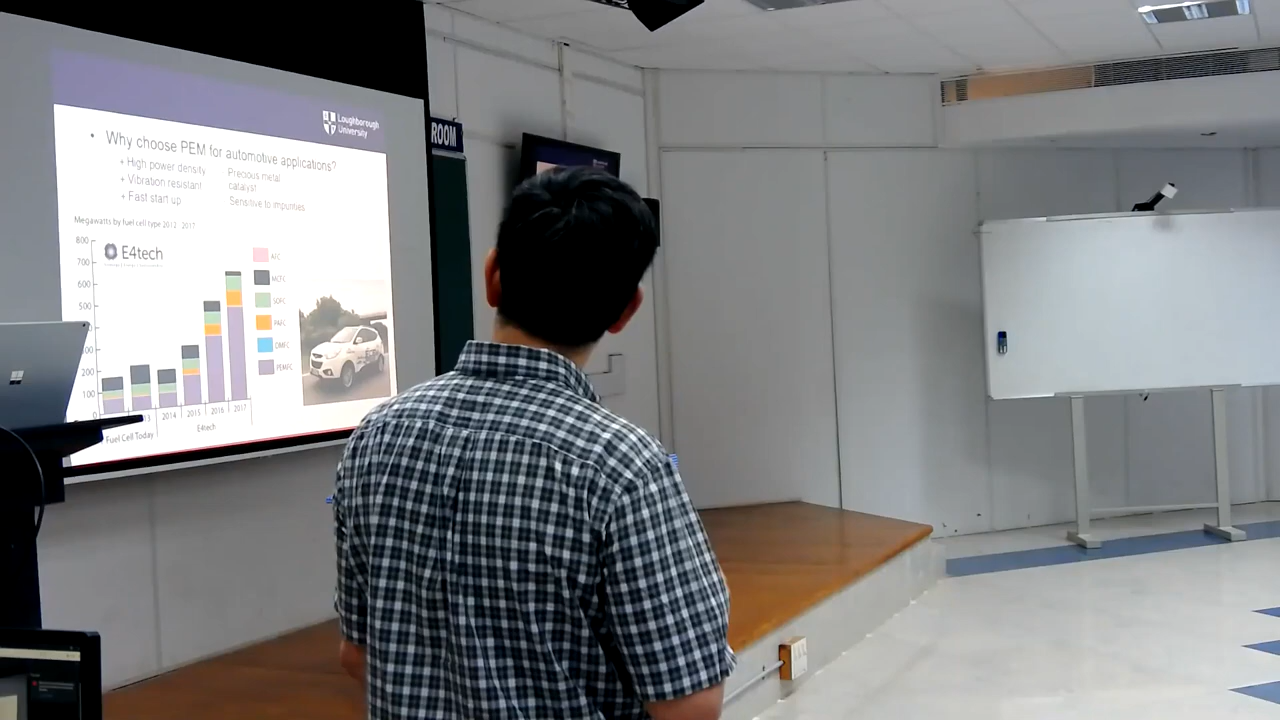 Loughborough
University
ROOM
• Why choose PEM for automotive applications?
+ High power density
+ Vibration resistant
+ Fast start up
Precious metal
catalyst
Sensitive to impurities
Megawatts by fuel cell type 2012 - 2017
E4tech
800
700
600
500
200
100
0
AFC
MCFC
SOFC
PAFC
DMFC
PEMFC
2014
2015
2016
2017
Fuel Cell Today
E4tech